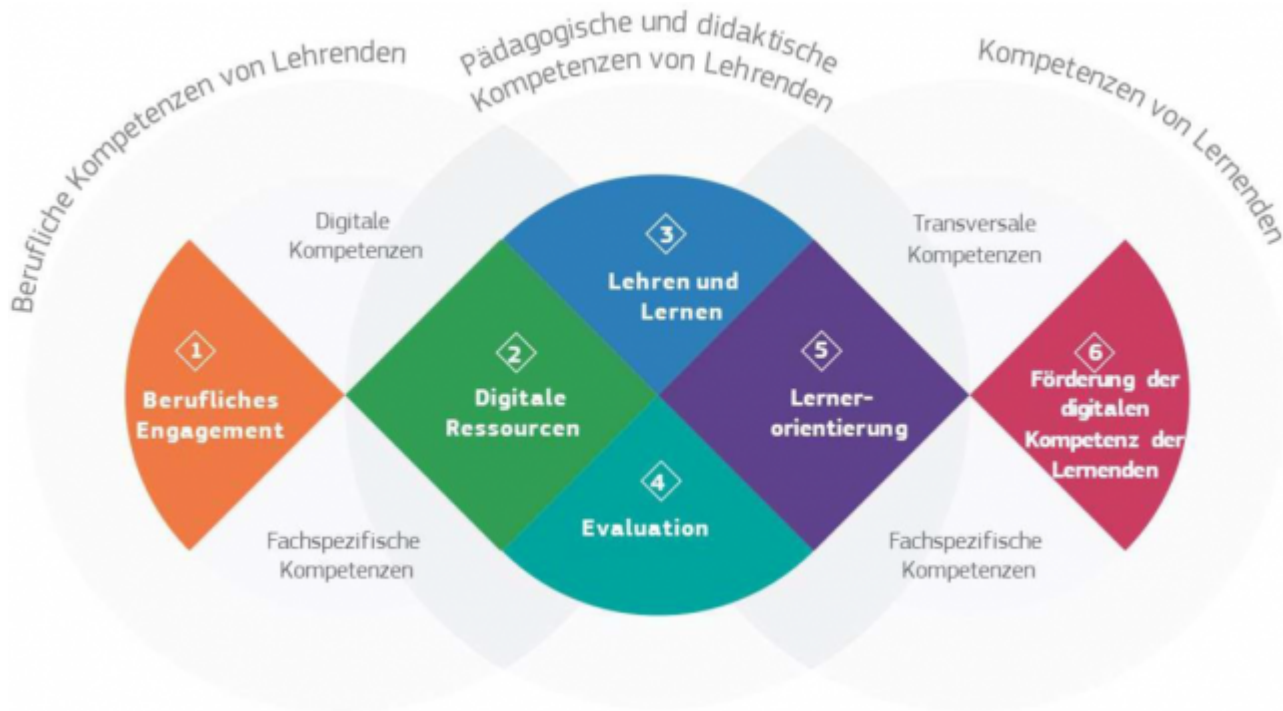 Berufliche Kompetenzen von Lehrenden
Pädagogische und didaktische
Kompetenzen von Lehrenden
Kompetenzen von Lernenden
Digitale
Kompetenzen
Transversale
Kompetenzen
1
Berufliches
Engagement
2
Digitale
Ressourcen
3
Lehren und
Lernen
4
Evaluation
5
Lerner-
orientierung
6
Förderung der
digitalen
Kompetenz der
Lernenden
Fachspezifische
Kompetenzen
Fachspezifische
Kompetenzen